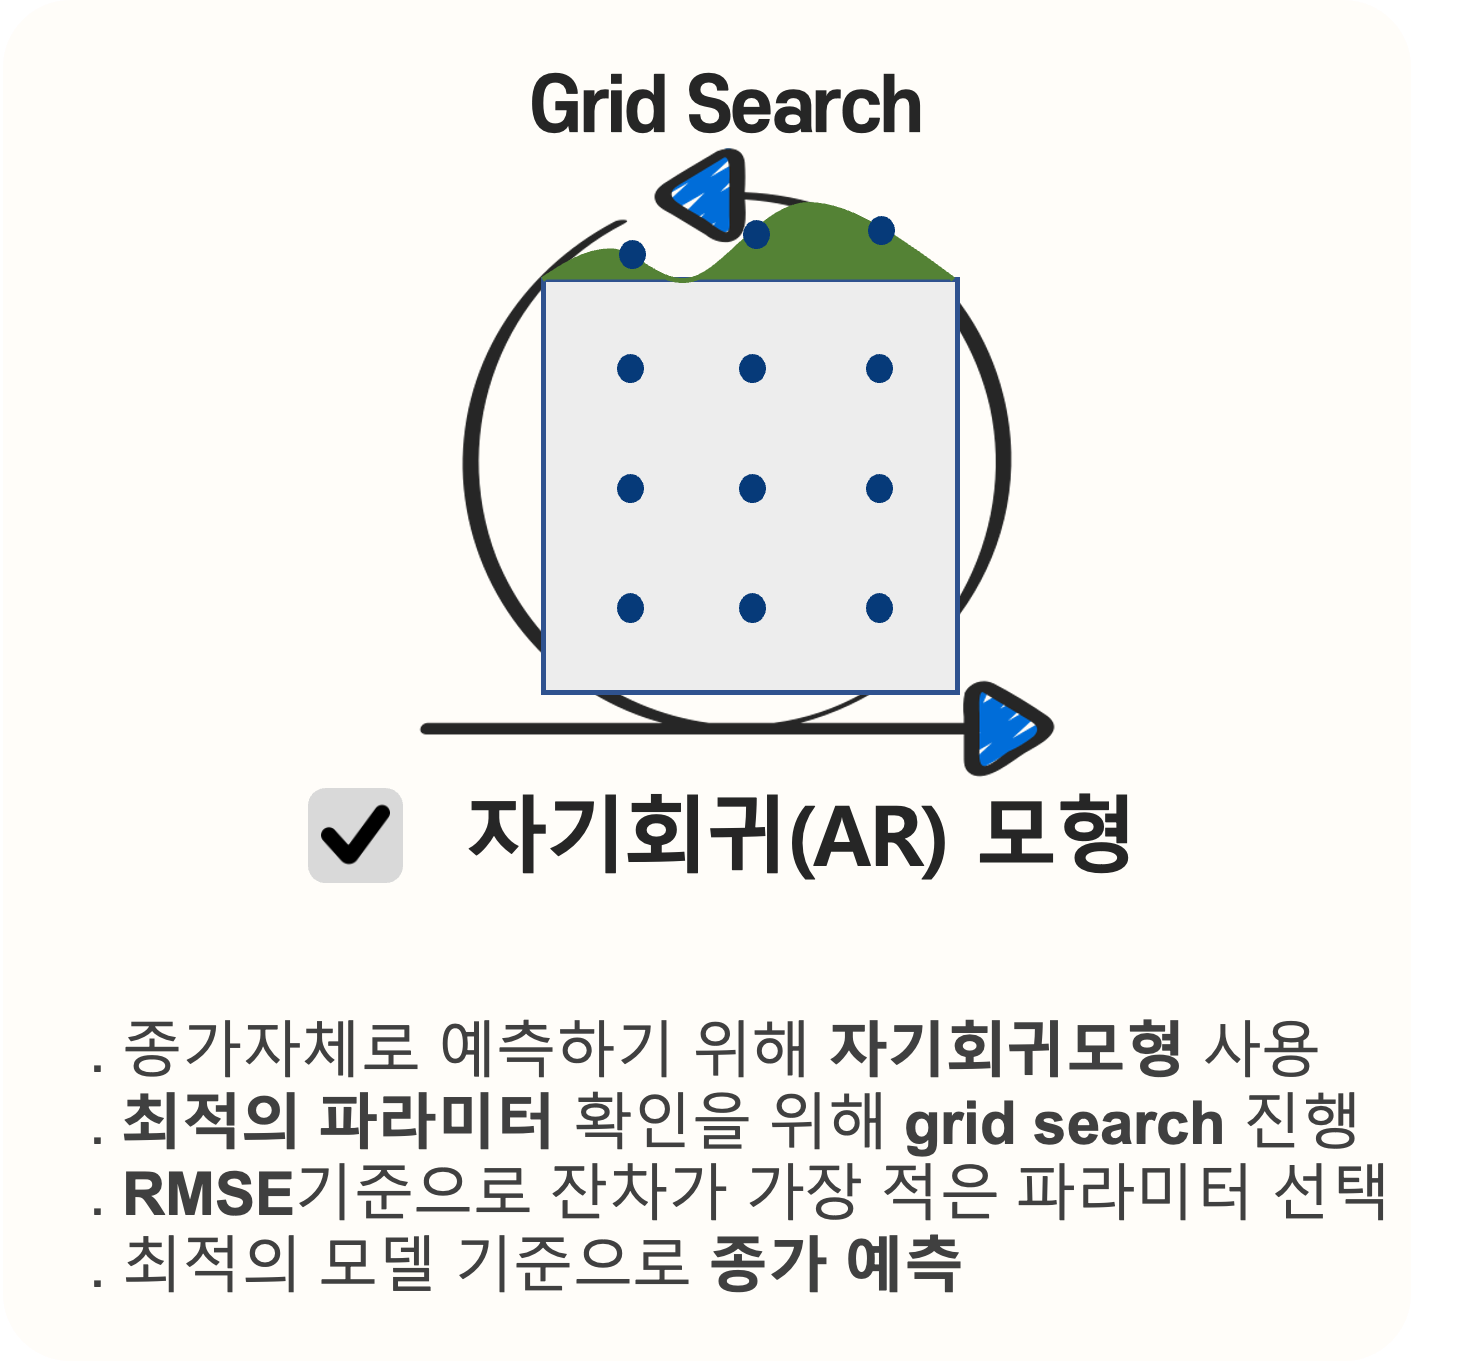 Grid Search
자기회귀(AR) 모형
. 종가자체로 예측하기 위해 자기회귀모형 사용
. 최적의 파라미터 확인을 위해 grid search 진행
. RMSE기준으로 잔차가 가장 적은 파라미터 선택
. 최적의 모델 기준으로 종가 예측